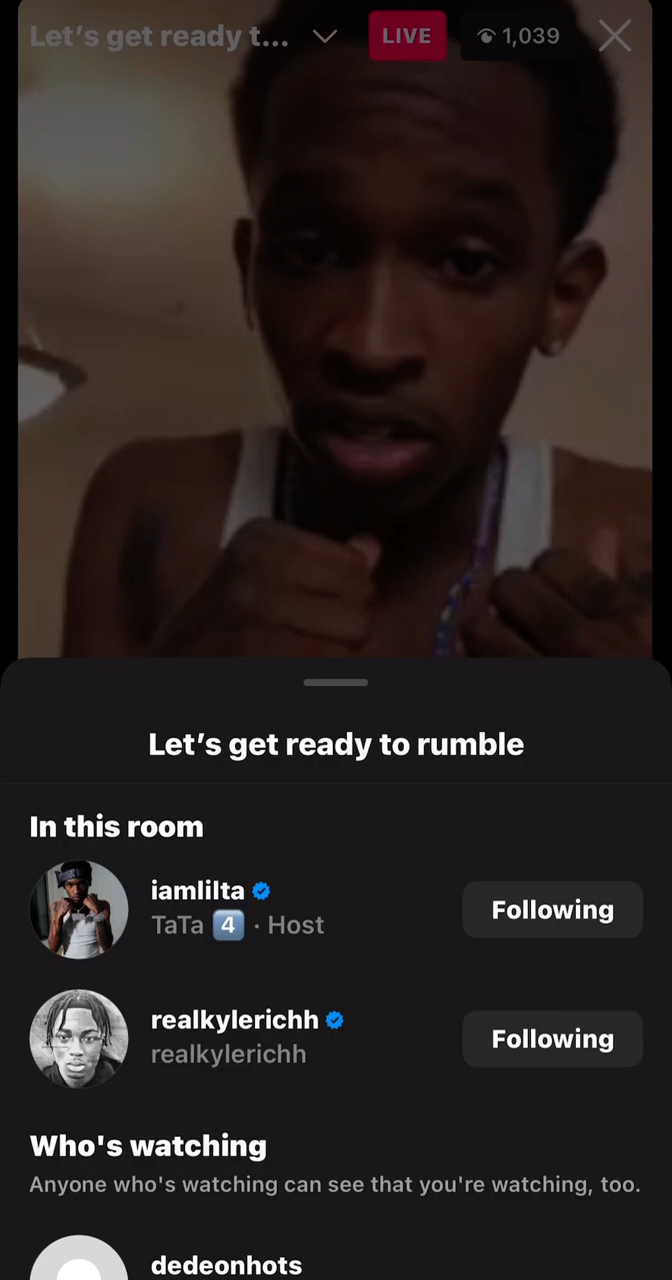 Let's get ready t...
LIVE
1,039
Let's get ready to rumble
In this room
iamlilta
TaTa 4️⃣ · Host
Following
realkylerichh
realkylerichh
Following
Who's watching
Anyone who's watching can see that you're watching, too.
dedeonhots